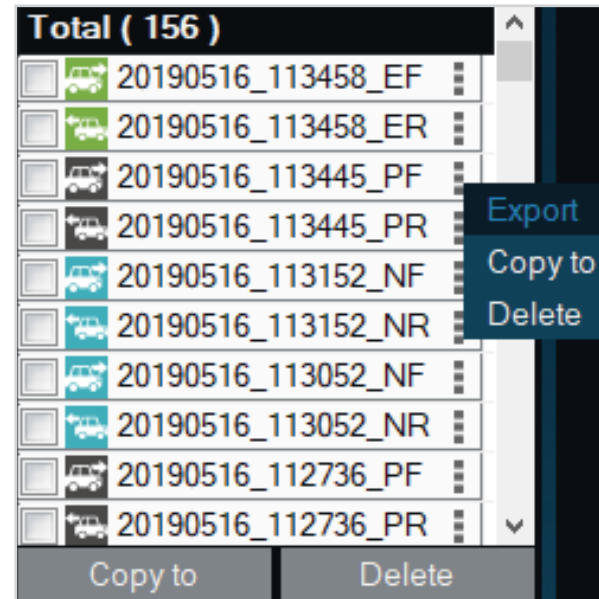 Total ( 156 )
20190516_113458_EF
20190516_113458_ER
20190516_113445_PF
20190516_113445_PR
20190516_113152_NF
20190516_113152_NR
20190516_113052_NF
20190516_113052_NR
20190516_112736_PF
20190516_112736_PR
Export
Copy to
Delete
Copy to
Delete